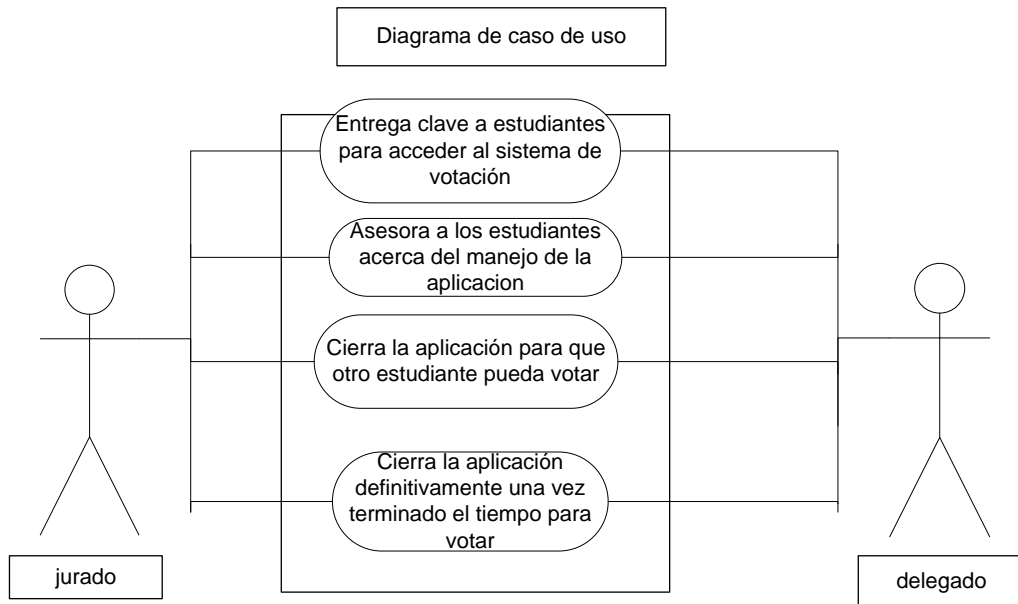 Diagrama de caso de uso
Entrega clave a estudiantes
para acceder al sistema de
votación
Asesora a los estudiantes
acerca del manejo de la
aplicacion
Cierra la aplicación para que
otro estudiante pueda votar
Cierra la aplicación
definitivamente una vez
terminado el tiempo para
votar
jurado
delegado